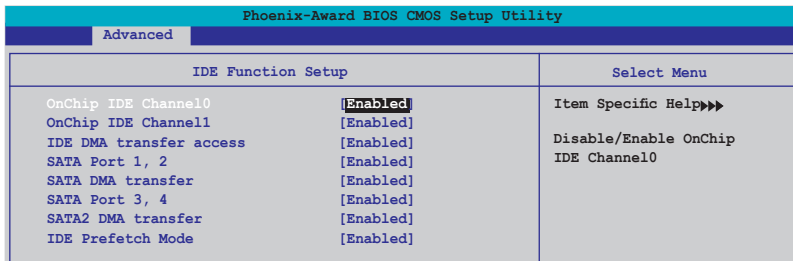 Phoenix-Award BIOS CMOS Setup Utility
Advanced
IDE Function Setup
Select Menu
OnChip IDE Channel0 [Enabled]
OnChip IDE Channel1 [Enabled]
IDE DMA transfer access [Enabled]
SATA Port 1, 2 [Enabled]
SATA DMA transfer [Enabled]
SATA Port 3, 4 [Enabled]
SATA2 DMA transfer [Enabled]
IDE Prefetch Mode [Enabled]
Item Specific Help
Disable/Enable OnChip
IDE Channel0